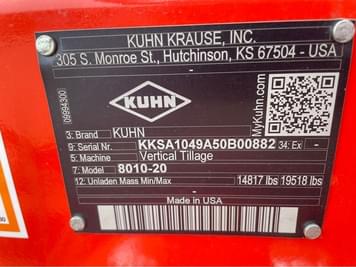 KUHN KRAUSE, INC.
305 S. Monroe St., Hutchinson, KS 67504 - USA
09994300
KUHN
MyKuhn.com
3: Brand KUHN
9: Serial No: KKSA1049A50B00882 34: Ex -
5: Machine Vertical Tillage
7: Model 8010-20
12: Unladen Mass Min/Max 14817 lbs 19518 lbs
Made in USA